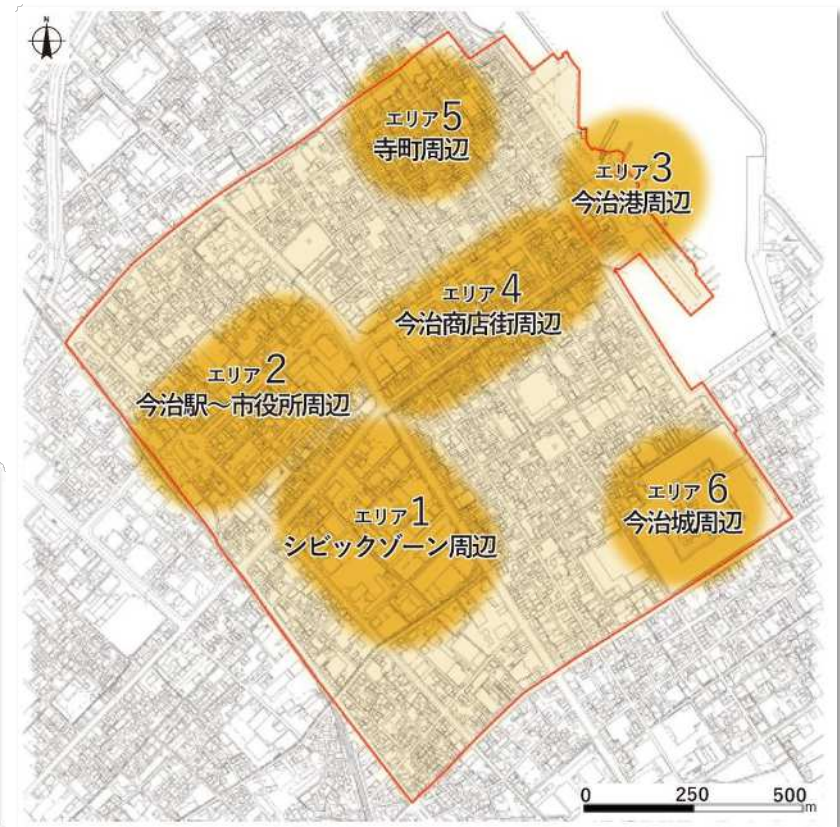 N
エリア5
寺町周辺
エリア3
今治港周辺
エリア4
今治商店街周辺
エリア2
今治駅～市役所周辺
エリア1
シビックゾーン周辺
エリア6
今治城周辺
0 250 500m